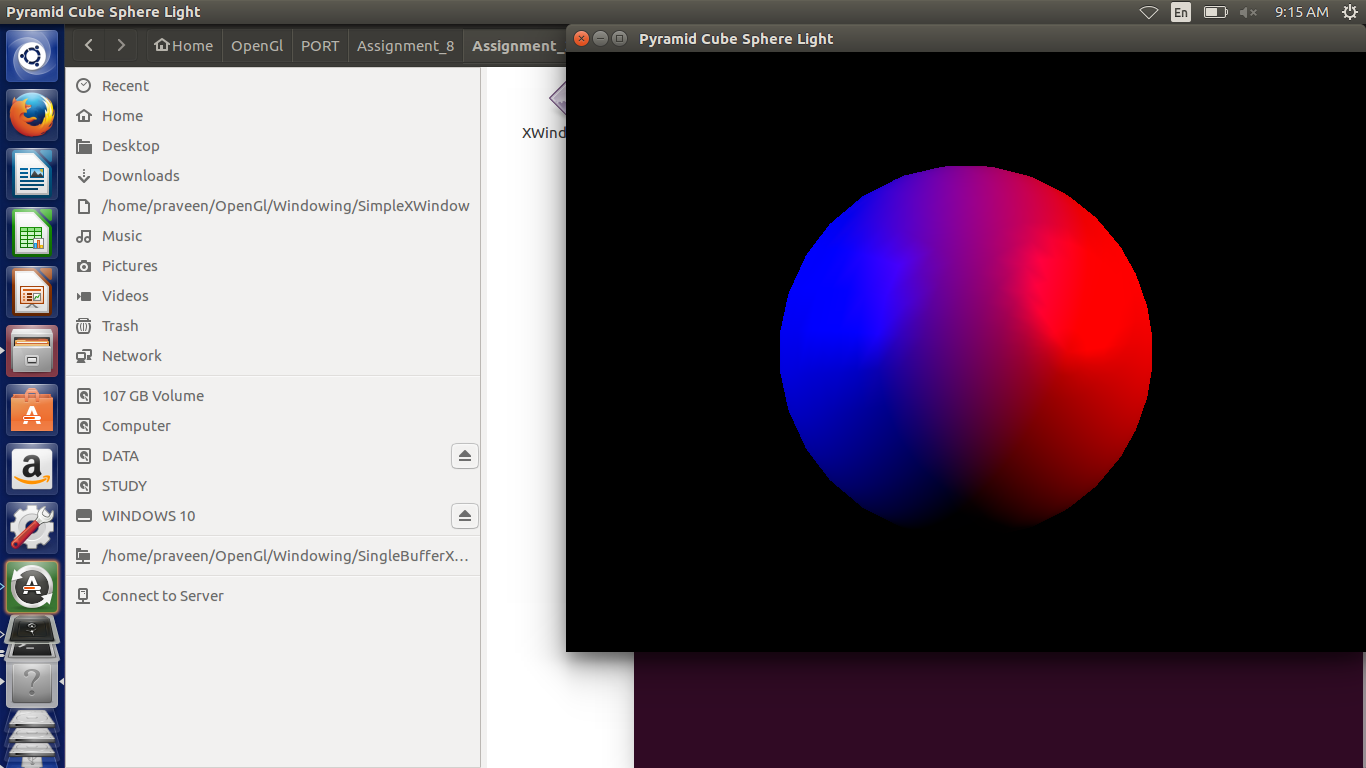 Pyramid Cube Sphere Light
En
9:15 AM
Home
OpenGl
PORT
Assignment_8
Assignment_
Pyramid Cube Sphere Light
Recent
Home
Desktop
Downloads
/home/praveen/OpenGl/Windowing/SimpleXWindow
Music
Pictures
Videos
Trash
Network
107 GB Volume
Computer
DATA
STUDY
WINDOWS 10
/home/praveen/OpenGl/Windowing/SingleBufferX...
Connect to Server
XWind